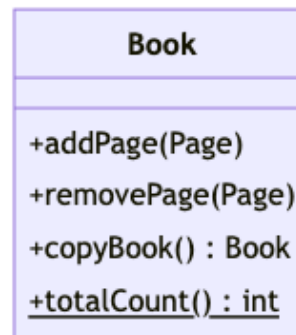 Book
+addPage(Page)
+removePage(Page)
+copyBook() : Book
+totalCount() : int